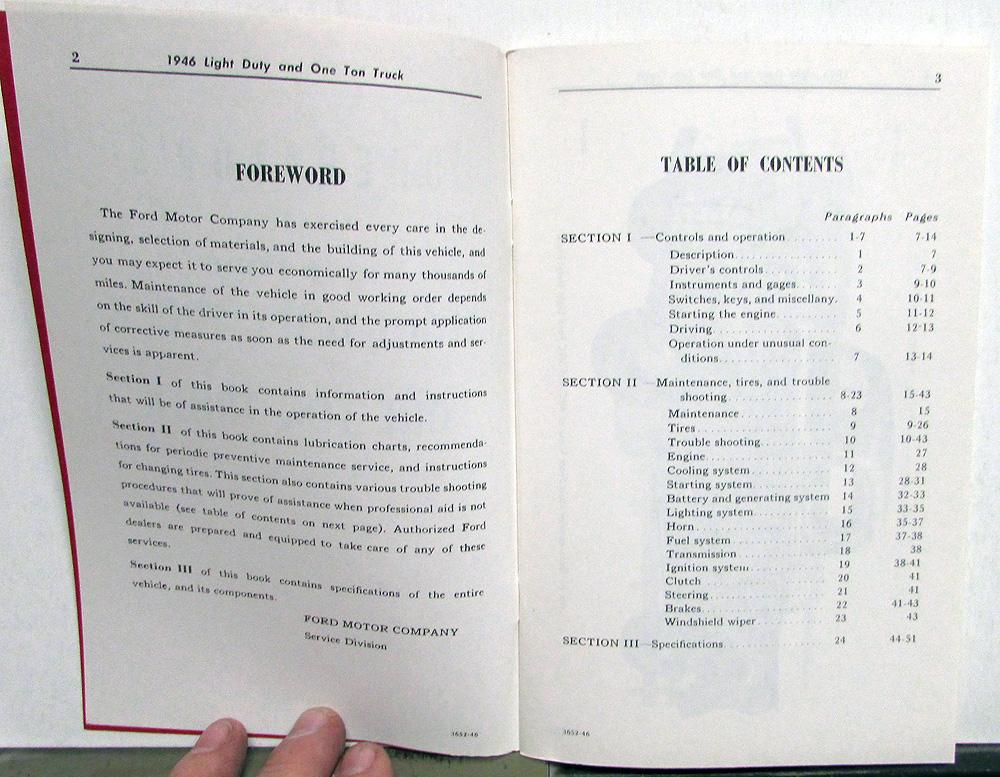 2 1946 Light Duty and One Ton Truck
FOREWORD
The Ford Motor Company has exercised every care in the de-
signing, selection of materials, and the building of this vehicle, and
you may expect it to serve you economically for many thousands of
miles. Maintenance of the vehicle in good working order depends
on the skill of the driver in its operation, and the prompt application
of corrective measures as soon as the need for adjustments and ser-
vices is apparent.
Section I of this book contains information and instructions
that will be of assistance in the operation of the vehicle.
Section II of this book contains lubrication charts, recommenda-
tions for periodic preventive maintenance service, and instructions
for changing tires. This section also contains various trouble shooting
procedures that will prove of assistance when professional aid is not
available (see table of contents on next page). Authorized Ford
dealers are prepared and equipped to take care of any of these
services.
Section III of this book contains specifications of the entire
vehicle, and its components.
FORD MOTOR COMPANY
Service Division
3652-46
3
TABLE OF CONTENTS
Paragraphs Pages
SECTION I —Controls and operation ........ 1-7 7-14
Description ................ 1 7
Driver's controls ............ 2 7-9
Instruments and gages ....... 3 9-10
Switches, keys, and miscellany. 4 10-11
Starting the engine .......... 5 11-12
Driving .................... 6 12-13
Operation under unusual con-
ditions .................. 7 13-14
SECTION II —Maintenance, tires, and trouble
shooting ................. 8-23 15-43
Maintenance ............... 8 15
Tires ..................... 9 9-26
Trouble shooting ........... 10 10-43
Engine .................... 11 27
Cooling system ............. 12 28
Starting system ............. 13 28-31
Battery and generating system 14 32-33
Lighting system ............ 15 33-35
Horn ..................... 16 35-37
Fuel system ................ 17 37-38
Transmission ............... 18 38
Ignition system ............. 19 38-41
Clutch .................... 20 41
Steering ................... 21 41
Brakes .................... 22 41-43
Windshield wiper ........... 23 43
SECTION III—Specifications ............... 24 44-51
3652-46